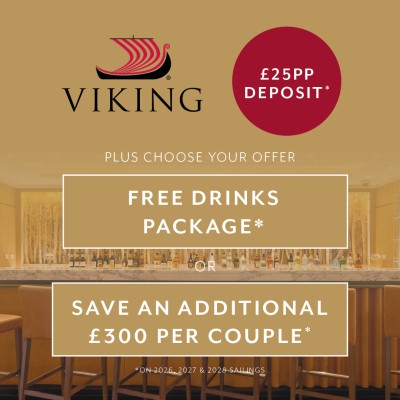 VIKING
£25PP
DEPOSIT*
PLUS CHOOSE YOUR OFFER
FREE DRINKS
PACKAGE*
OR
SAVE AN ADDITIONAL
£300 PER COUPLE*
*ON 2026, 2027 & 2028 SAILINGS